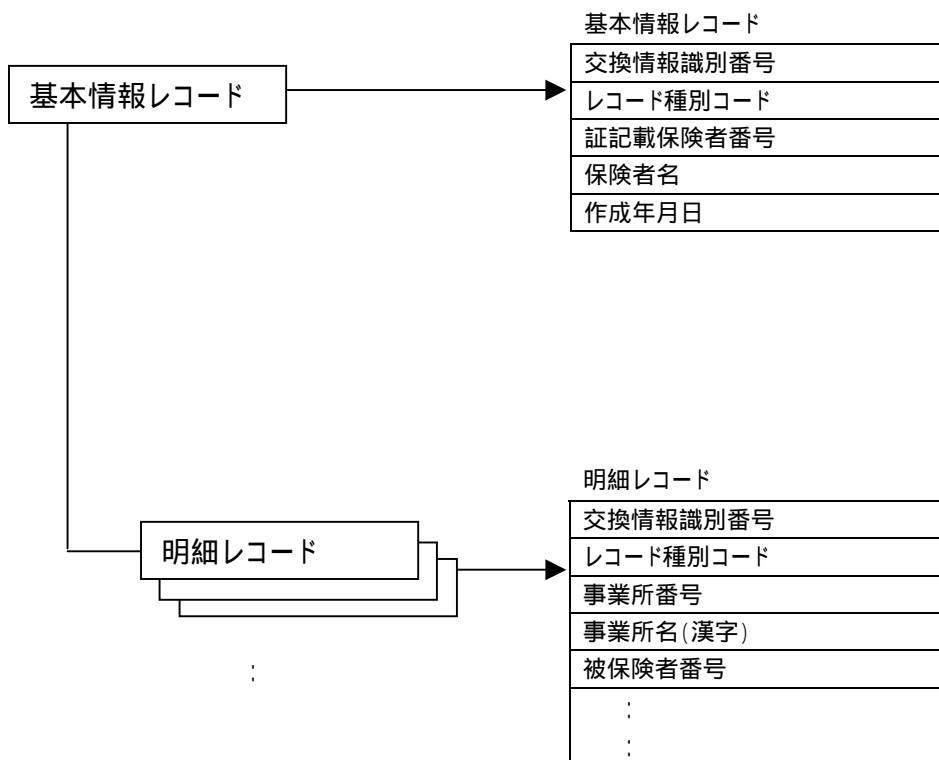 基本情報レコード
基本情報レコード
交換情報識別番号
レコード種別コード
証記載保険者番号
保険者名
作成年月日
明細レコード
明細レコード
交換情報識別番号
レコード種別コード
事業所番号
事業所名(漢字)
被保険者番号
:
:
: